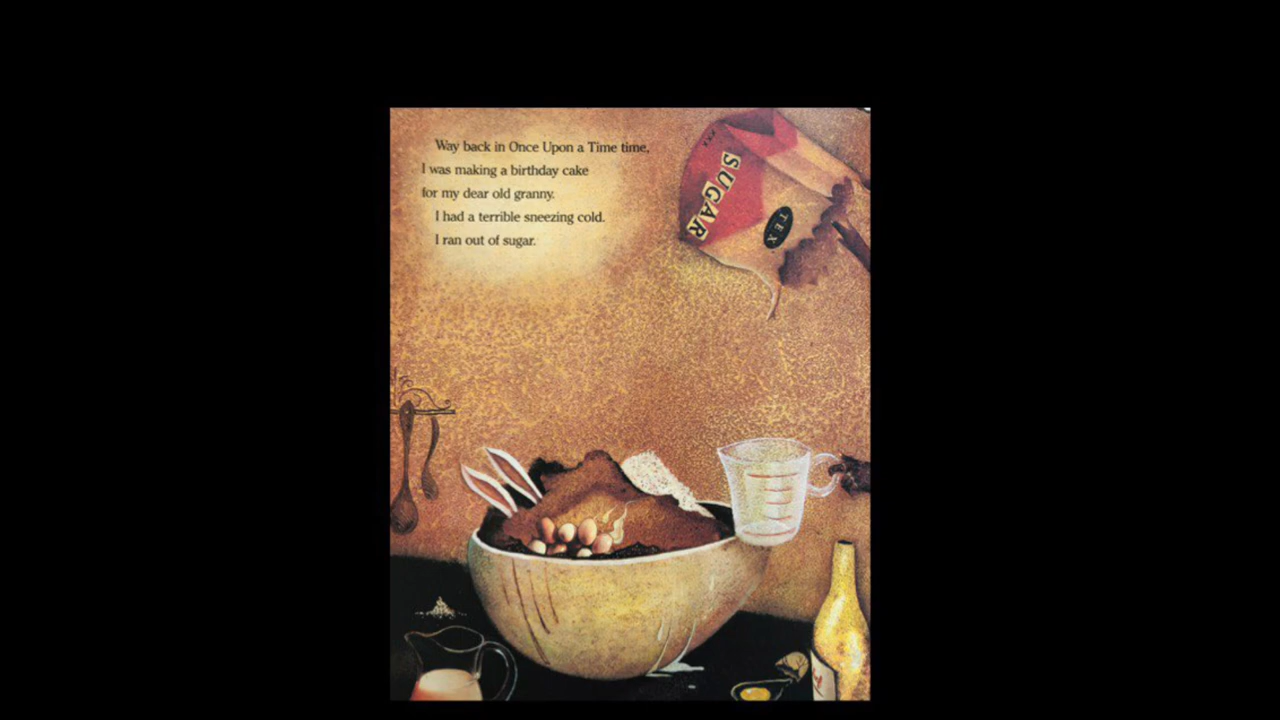 Way back in Once Upon a Time time,
I was making a birthday cake
for my dear old granny.
I had a terrible sneezing cold.
I ran out of sugar.
SUGAR
TEX